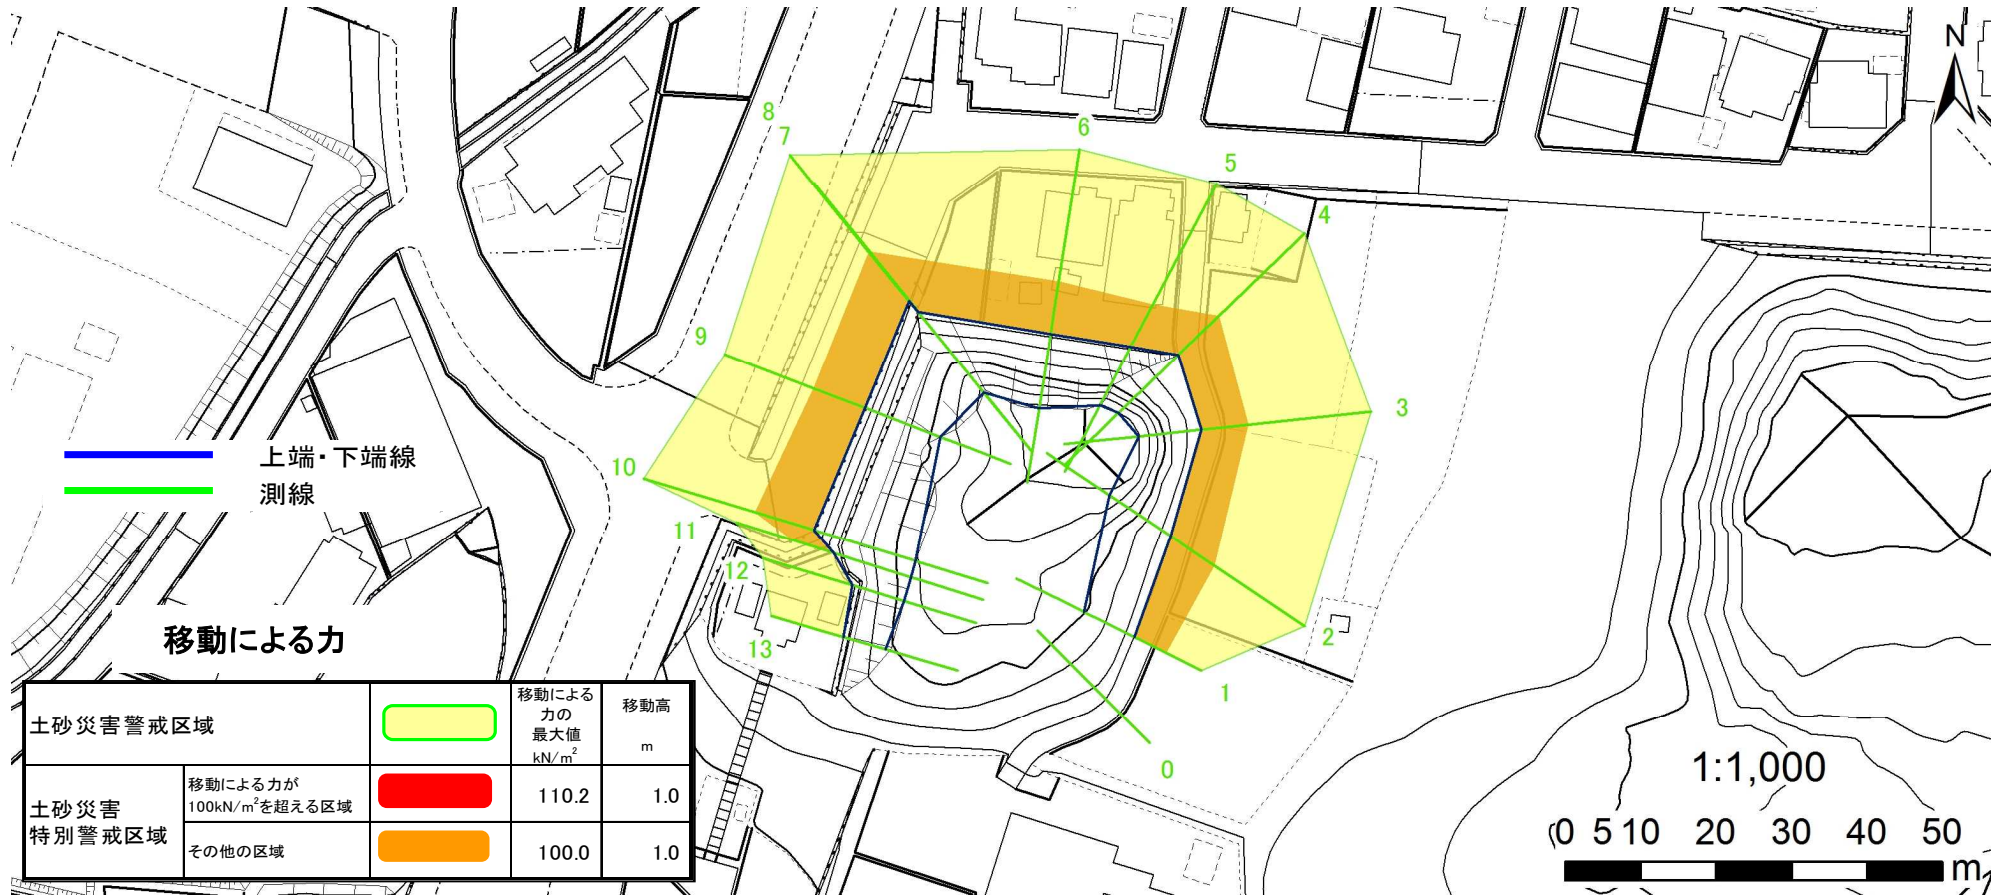 N
8
7
6
5
4
3
9
10
11
12
13
2
1
0
上端・下端線
測線
移動による力
移動による
力の
最大値
kN/m²
移動高
m
土砂災害警戒区域
土砂災害
特別警戒区域
移動による力が
100kN/m²を超える区域
110.2
1.0
その他の区域
100.0
1.0
1:1,000
0 5 10 20 30 40 50
m